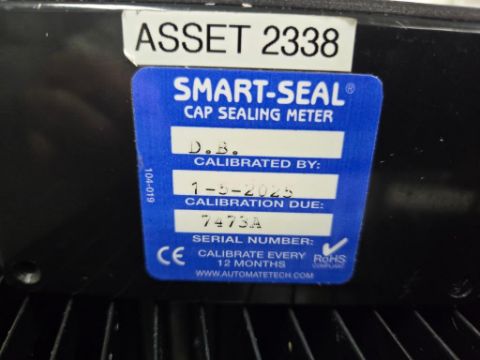 ASSET 2338
SMART-SEAL®
CAP SEALING METER
D.B.
CALIBRATED BY:
1-5-2025
CALIBRATION DUE:
7473A
SERIAL NUMBER:
CALIBRATE EVERY
12 MONTHS
CE
RoHS
COMPLIANT
WWW.AUTOMATETECH.COM
104-019